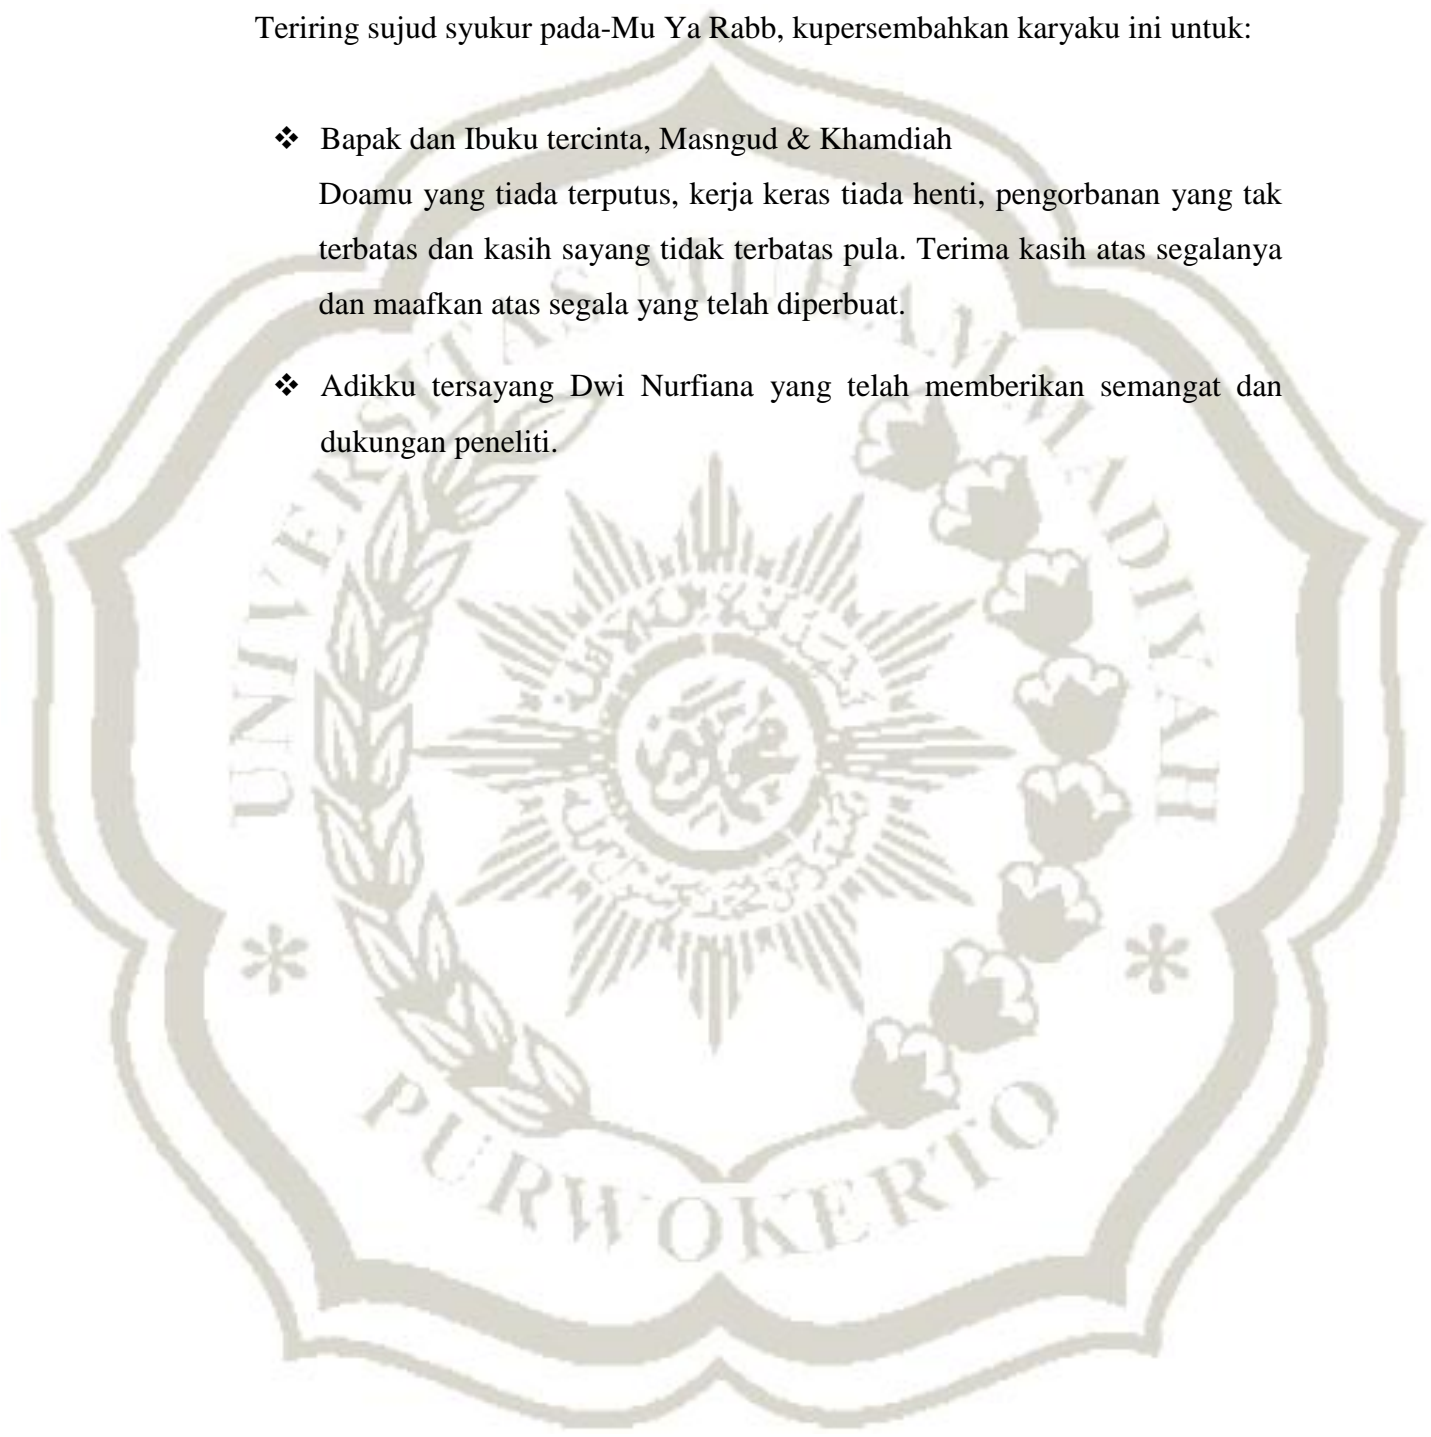 Teriring sujud syukur pada-Mu Ya Rabb, kupersembahkan karyaku ini untuk:
❖ Bapak dan Ibuku tercinta, Masngud & Khamdiah
Doamu yang tiada terputus, kerja keras tiada henti, pengorbanan yang tak
terbatas dan kasih sayang tidak terbatas pula. Terima kasih atas segalanya
dan maafkan atas segala yang telah diperbuat.
❖ Adikku tersayang Dwi Nurfiana yang telah memberikan semangat dan
dukungan peneliti.
UNIVERSITAS MUHAMMADIYAH
PURWOKERTO